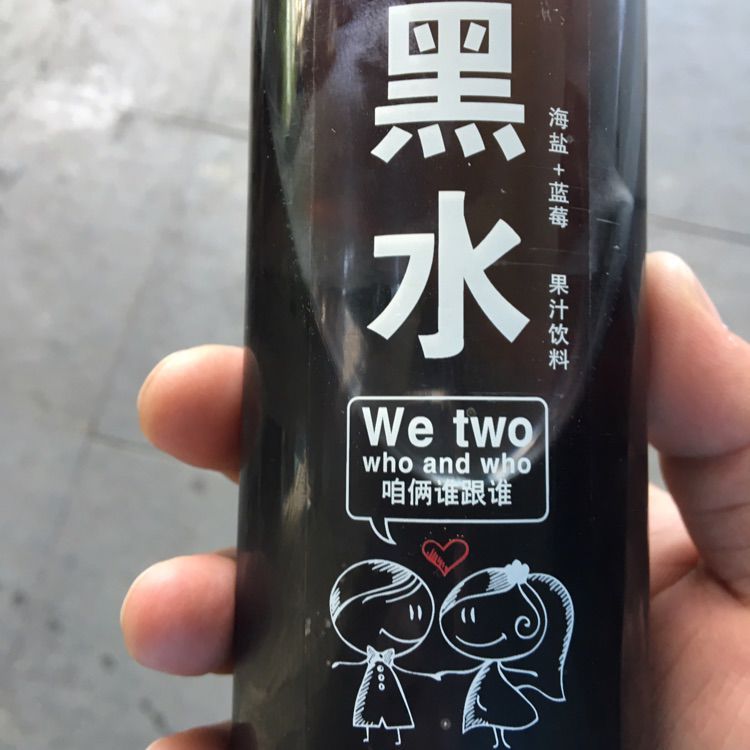 黑水
海盐+蓝莓 果汁饮料
We two
who and who
咱俩谁跟谁